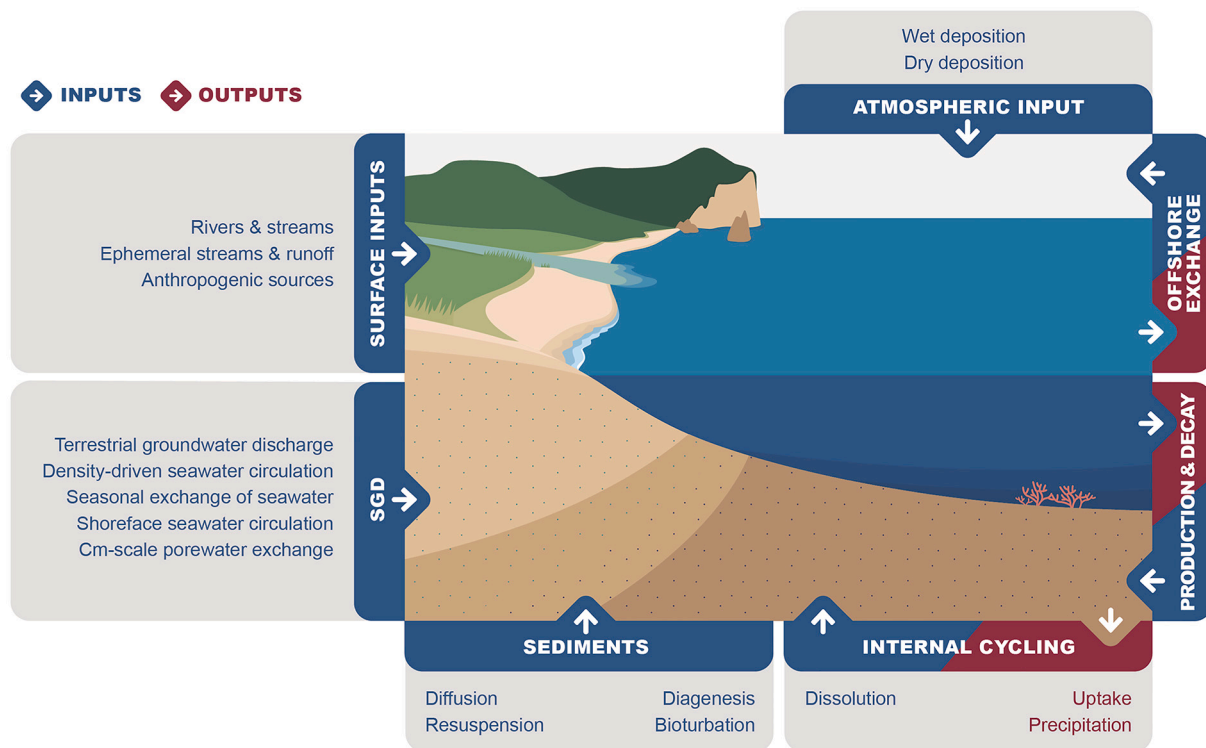 Wet deposition
Dry deposition
ATMOSPHERIC INPUT
INPUTS
OUTPUTS
Rivers & streams
Ephemeral streams & runoff
Anthropogenic sources
SURFACE INPUTS
OFFSHORE
EXCHANGE
Terrestrial groundwater discharge
Density-driven seawater circulation
Seasonal exchange of seawater
Shoreface seawater circulation
Cm-scale porewater exchange
SGD
PRODUCTION & DECAY
SEDIMENTS
Diffusion
Resuspension
Diagenesis
Bioturbation
INTERNAL CYCLING
Dissolution
Uptake
Precipitation